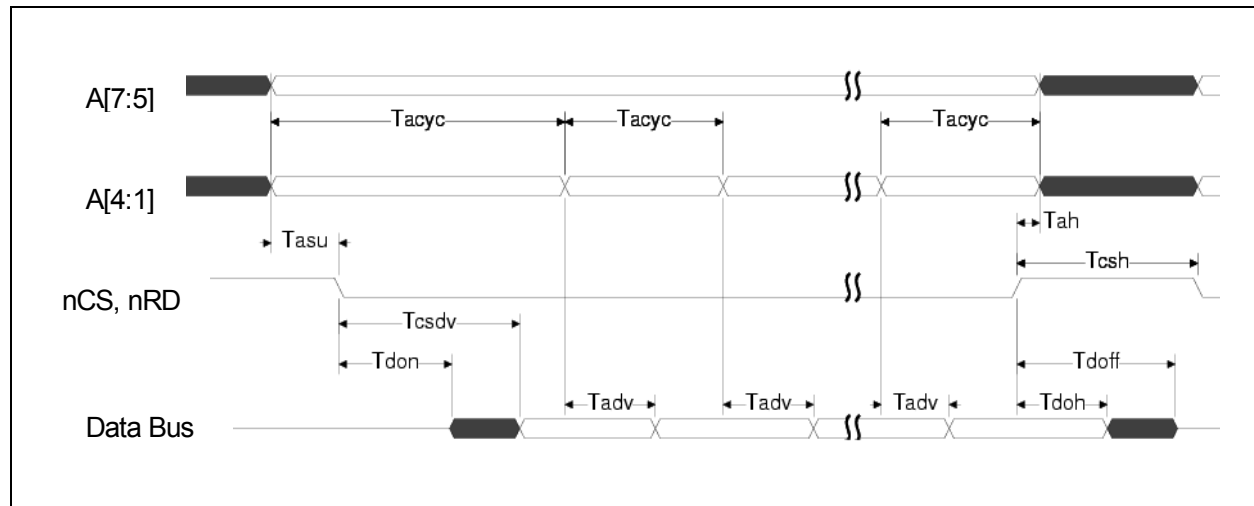 A[7:5]
Tacyc Tacyc Tacyc
A[4:1]
Tasu Tah
Tcsh
nCS, nRD
Tcsdv
Tdon Tdoff
Tadv Tadv Tadv Tdoh
Data Bus